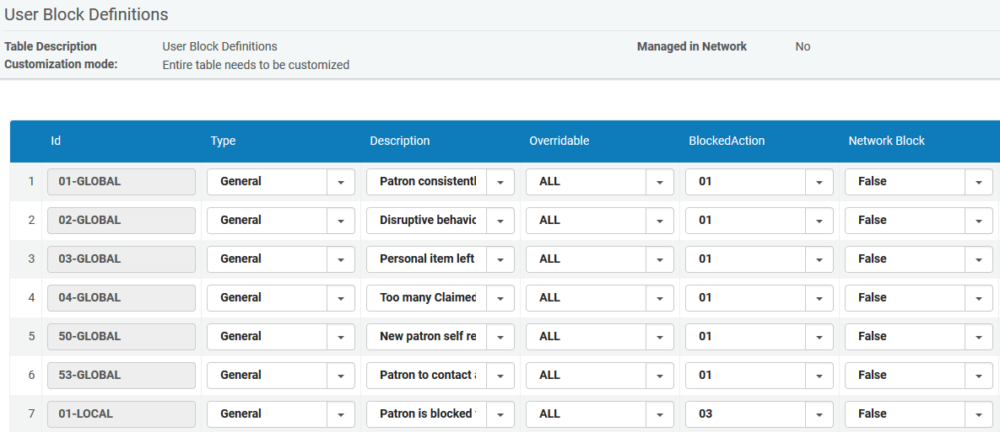 User Block Definitions
Table Description User Block Definitions Managed in Network No
Customization mode: Entire table needs to be customized
Id Type Description Overridable BlockedAction Network Block
1 01-GLOBAL General Patron consistentl ALL 01 False
2 02-GLOBAL General Disruptive behavio ALL 01 False
3 03-GLOBAL General Personal item left ALL 01 False
4 04-GLOBAL General Too many Claimed ALL 01 False
5 50-GLOBAL General New patron self re ALL 01 False
6 53-GLOBAL General Patron to contact ALL 01 False
7 01-LOCAL General Patron is blocked ALL 03 False